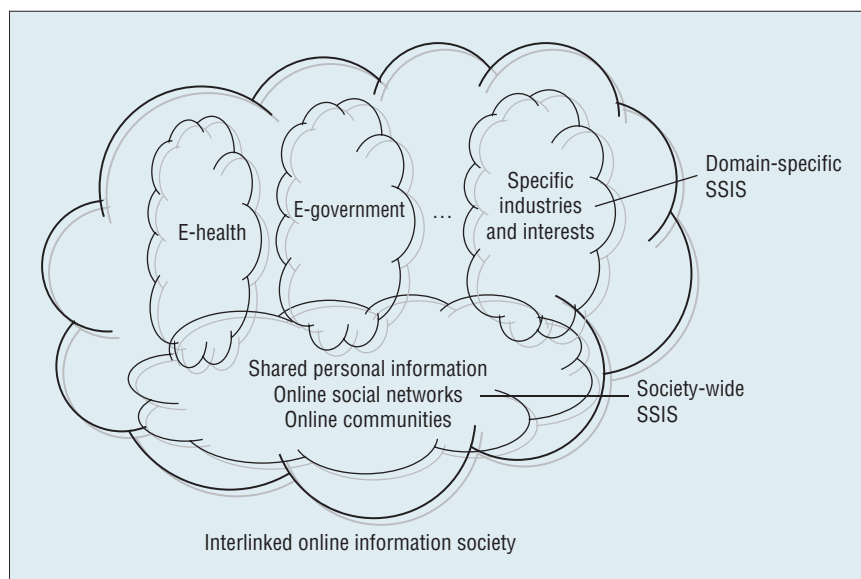 E-health
E-government
...
Specific
industries
and interests
Domain-specific
SSIS
Shared personal information
Online social networks
Online communities
Society-wide
SSIS
Interlinked online information society